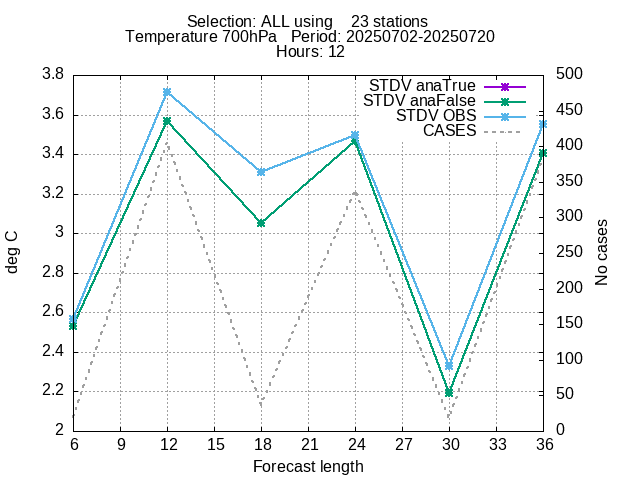 Selection: ALL using    23 stations
Temperature 700hPa   Period: 20250702-20250720
Hours: 12
STDV anaTrue
STDV anaFalse
STDV OBS
CASES
3.8
3.6
3.4
3.2
3
2.8
2.6
2.4
2.2
2
500
450
400
350
300
250
200
150
100
50
0
deg C
No cases
6 9 12 15 18 21 24 27 30 33 36
Forecast length